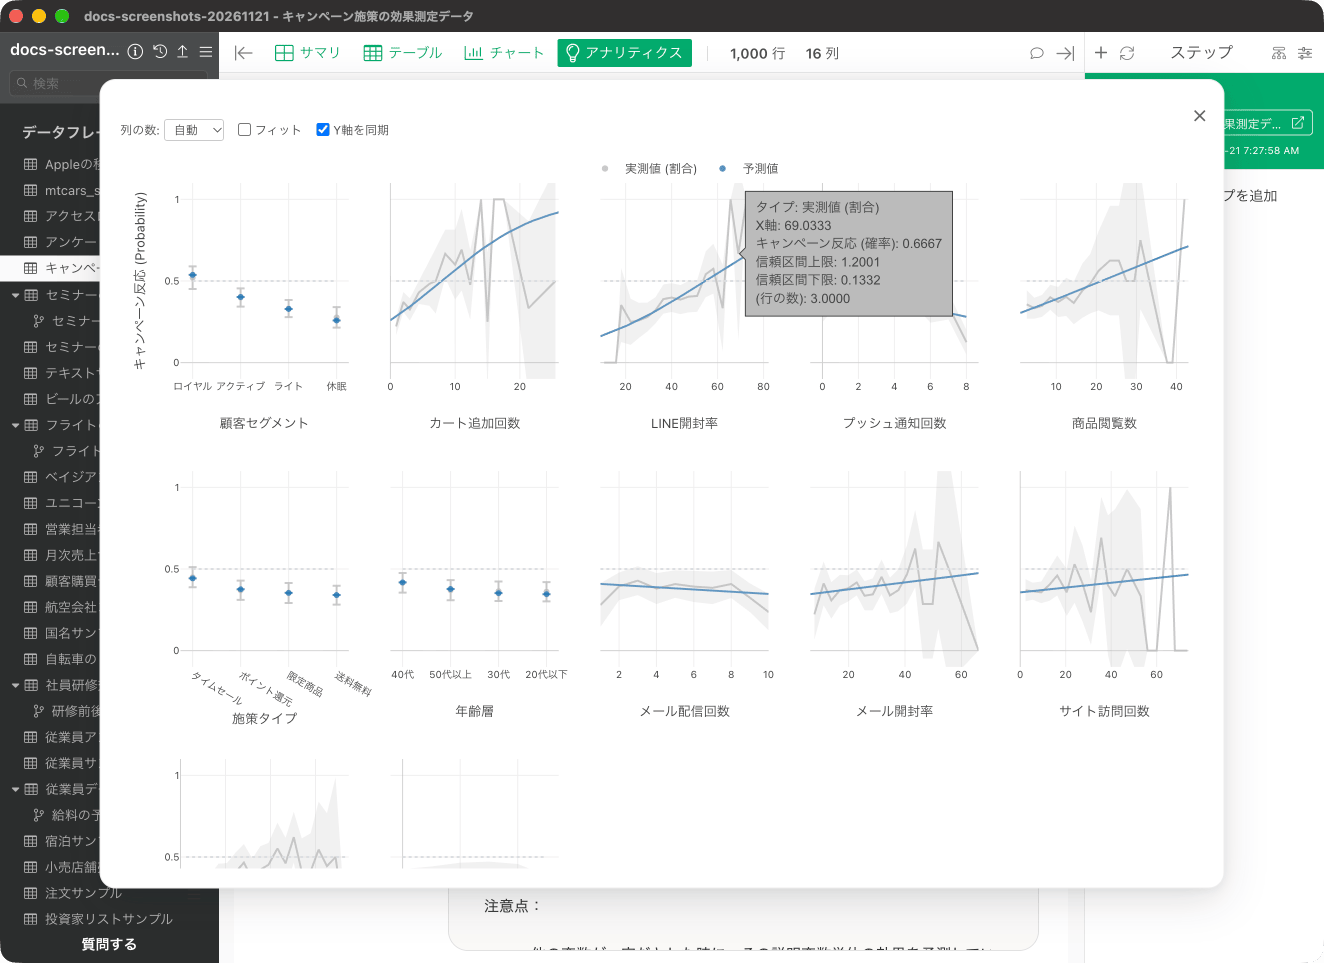 docs-screenshots-20261121 - キャンペーン施策の効果測定データ
docs-screen...
サマリ
テーブル
チャート
アナリティクス
1,000 行
16 列
ステップ
検索
データフレー
Appleの
mtcars_s
アクセス
アンケー
キャンペ
セミナー
セミナー
セミナー
テキスト
ビールの
フライト
フライト
ベイジア
ユニコー
営業担当
月次売上
顧客購買
航空会社
国名サン
自転車の
社員研修
研修前後
従業員ア
従業員サ
従業員デ
給料の予
宿泊サン
小売店舗
注文サンプル
投資家リストサンプル
質問する
果測定デ...
-21 7:27:58 AM
プを追加
列の数:
自動
フィット
Y軸を同期
実測値 (割合)
予測値
キャンペーン反応 (Probability)
1
0.5
0
ロイヤル アクティブ ライト 休眠
顧客セグメント
0 10 20
カート追加回数
20 40 60 80
LINE開封率
タイプ: 実測値 (割合)
X軸: 69.0333
キャンペーン反応 (確率): 0.6667
信頼区間上限: 1.2001
信頼区間下限: 0.1332
(行の数): 3.0000
0 2 4 6 8
プッシュ通知回数
10 20 30 40
商品閲覧数
1
0.5
0
タイムセール ポイント還元 限定商品 送料無料
施策タイプ
40代 50代以上 30代 20代以下
年齢層
2 4 6 8 10
メール配信回数
20 40 60
メール開封率
0 20 40 60
サイト訪問回数
1
0.5
注意点：